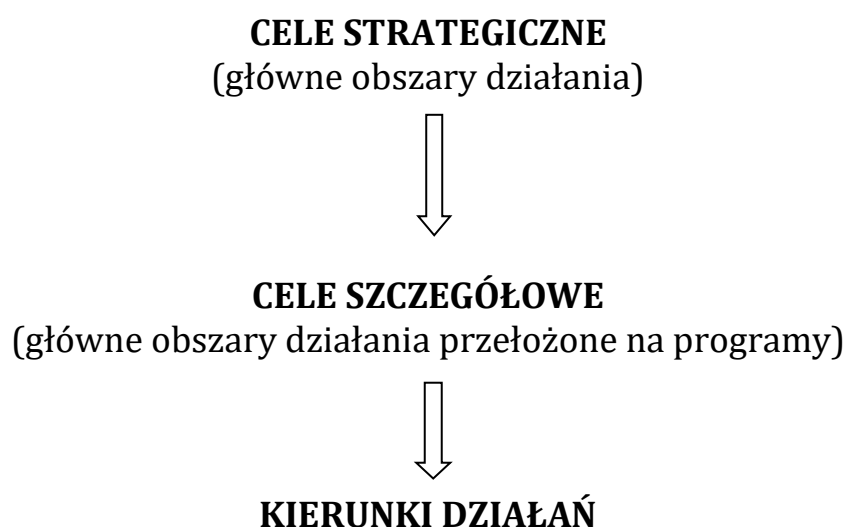 CELE STRATEGICZNE
(główne obszary działania)
CELE SZCZEGÓŁOWE
(główne obszary działania przełożone na programy)
KIERUNKI DZIAŁAŃ